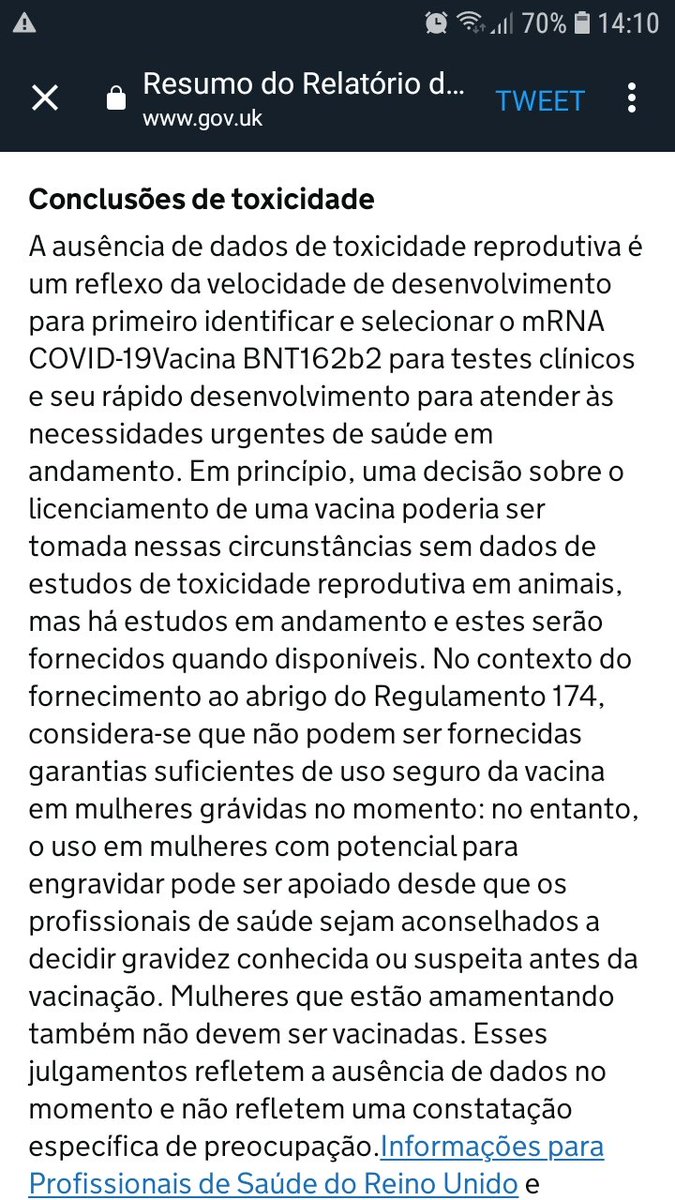 70% 14:10
Resumo do Relatório d...
www.gov.uk
TWEET
Conclusões de toxicidade
A ausência de dados de toxicidade reprodutiva é
um reflexo da velocidade de desenvolvimento
para primeiro identificar e selecionar o mRNA
COVID-19Vacina BNT162b2 para testes clínicos
e seu rápido desenvolvimento para atender às
necessidades urgentes de saúde em
andamento. Em princípio, uma decisão sobre o
licenciamento de uma vacina poderia ser
tomada nessas circunstâncias sem dados de
estudos de toxicidade reprodutiva em animais,
mas há estudos em andamento e estes serão
fornecidos quando disponíveis. No contexto do
fornecimento ao abrigo do Regulamento 174,
considera-se que não podem ser fornecidas
garantias suficientes de uso seguro da vacina
em mulheres grávidas no momento: no entanto,
o uso em mulheres com potencial para
engravidar pode ser apoiado desde que os
profissionais de saúde sejam aconselhados a
decidir gravidez conhecida ou suspeita antes da
vacinação. Mulheres que estão amamentando
também não devem ser vacinadas. Esses
julgamentos refletem a ausência de dados no
momento e não refletem uma constatação
específica de preocupação.Informações para
Profissionais de Saúde do Reino Unido e